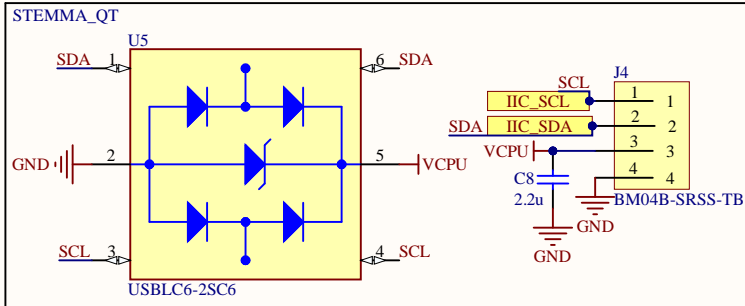 STEMMA_QT
U5
SDA 1 6 SDA
GND 2 5 VCPU
SCL 3 4 SCL
USBLC6-2SC6
J4
SCL
IIC_SCL 1 1
SDA IIC_SDA 2 2
VCPU 3 3
4 4
C8
2.2u
BM04B-SRSS-TB
GND
GND